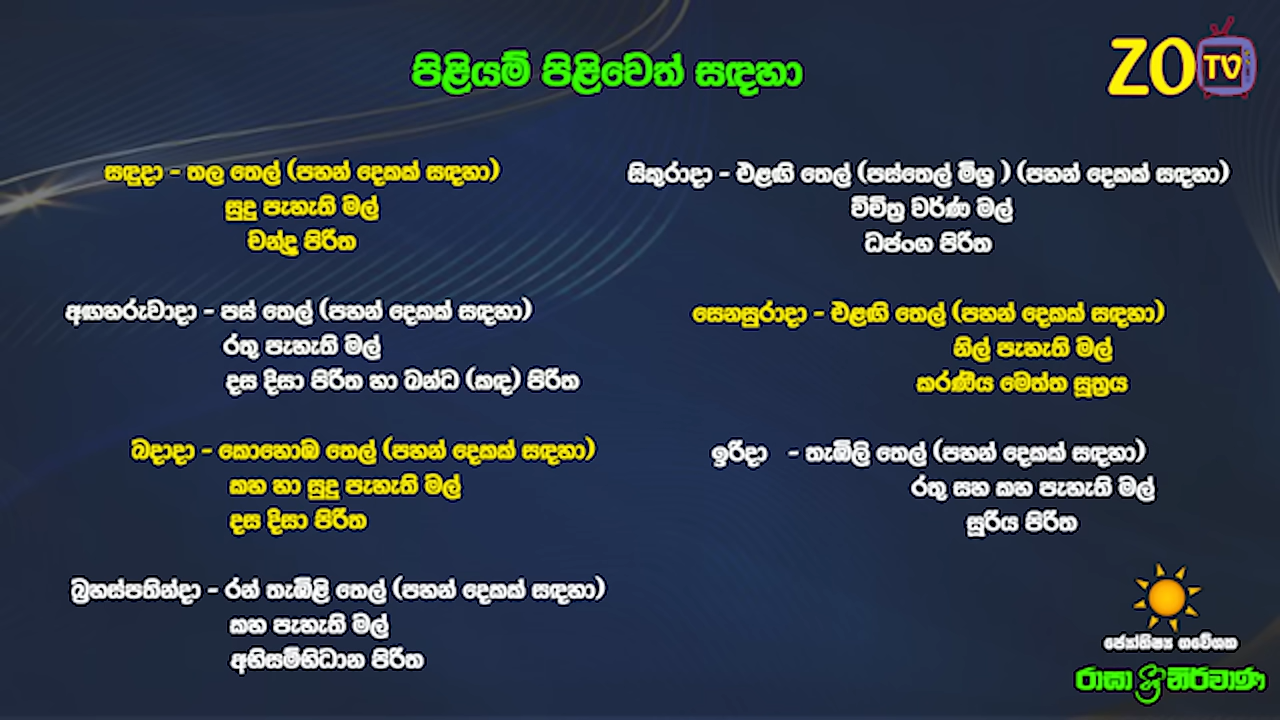 පිළියම් පිළිවෙත් සඳහා
ZO TV
සඳුදා - තල තෙල් (පහන් දෙකක් සඳහා)
සුදු පැහැති මල්
චන්ද්‍ර පිරිත
අඟහරුවාදා - පස් තෙල් (පහන් දෙකක් සඳහා)
රතු පැහැති මල්
දස දිසා පිරිත හා ඛන්ධ (කඳ) පිරිත
බදාදා - කොහොඹ තෙල් (පහන් දෙකක් සඳහා)
කහ හා සුදු පැහැති මල්
දස දිසා පිරිත
බ්‍රහස්පතින්දා - රන් තැඹිළි තෙල් (පහන් දෙකක් සඳහා)
කහ පැහැති මල්
අභිසම්භිධාන පිරිත
සිකුරාදා - එළඟි තෙල් (පස්තෙල් මිශ්‍ර ) (පහන් දෙකක් සඳහා)
විචිත්‍ර වර්ණ මල්
ධජංග පිරිත
සෙනසුරාදා - එළඟි තෙල් (පහන් දෙකක් සඳහා)
නිල් පැහැති මල්
කරණීය මෙත්ත සූත්‍රය
ඉරිදා - තැඹිලි තෙල් (පහන් දෙකක් සඳහා)
රතු සහ කහ පැහැති මල්
සූරිය පිරිත
ජෝතිෂ්‍ය ගවේශක
රාඝා ශ්‍රී නිර්වාණ